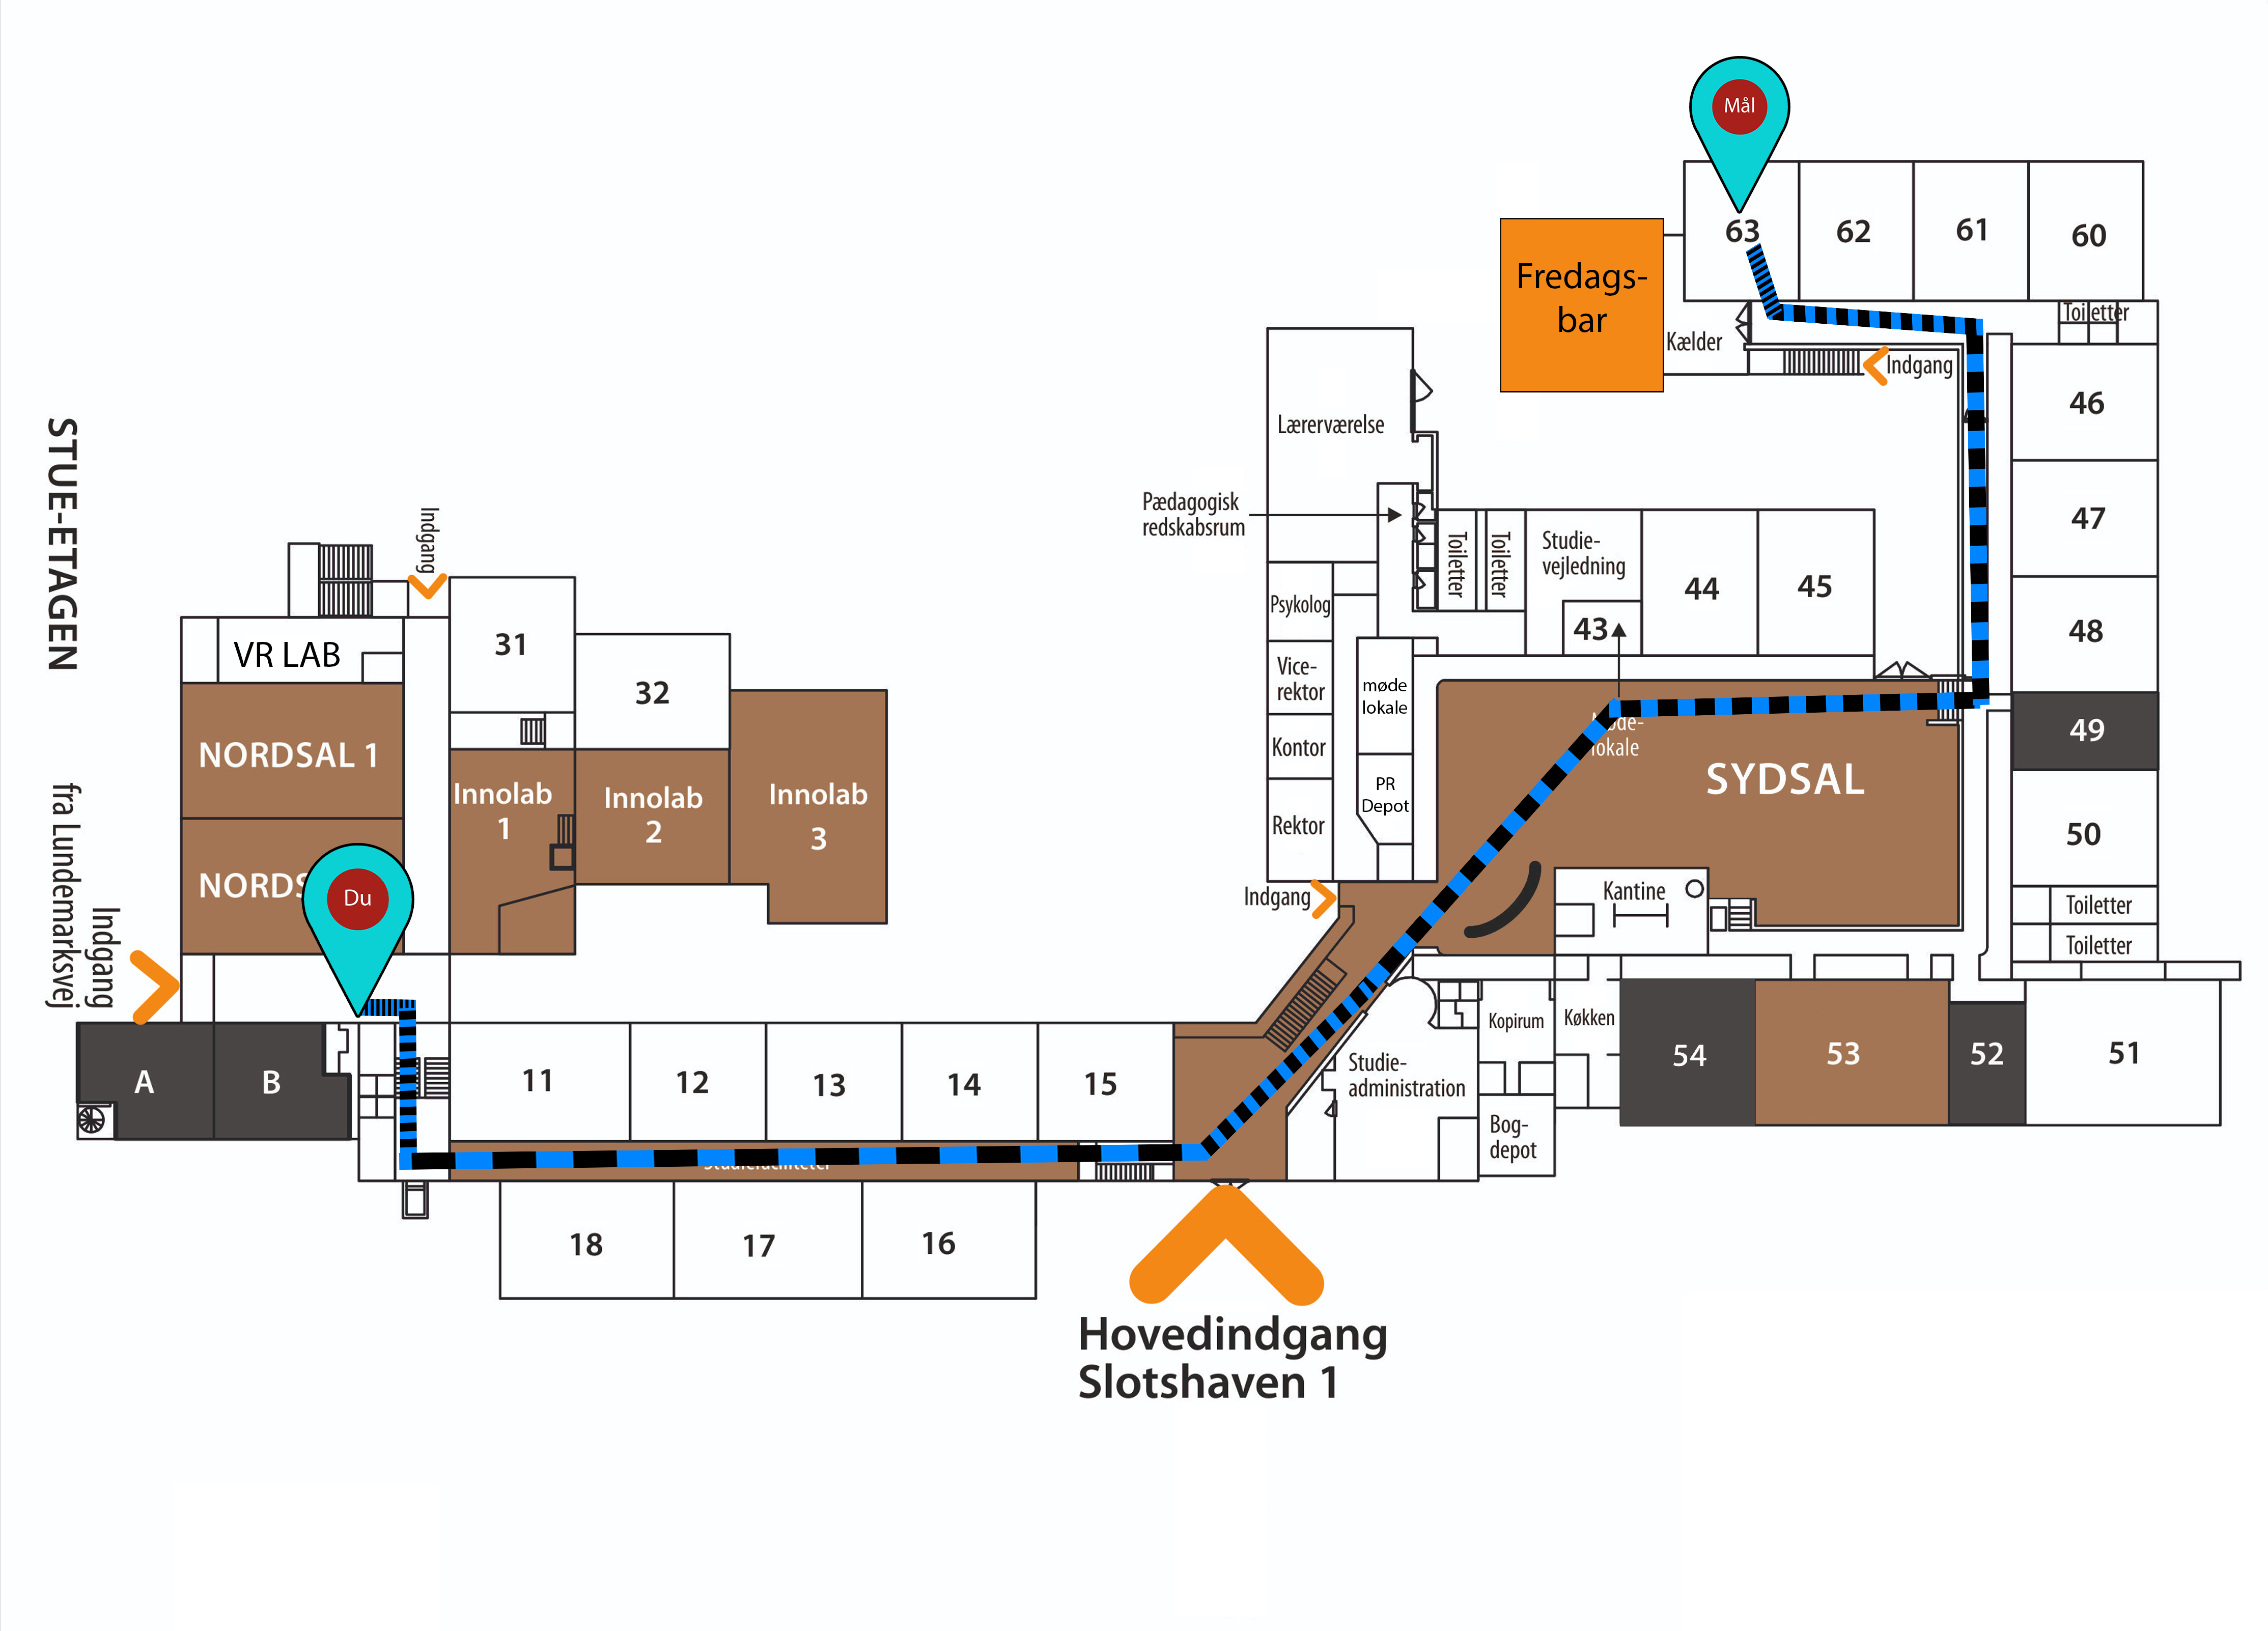 Mål
63
62
61
60
Fredags-
bar
Toiletter
Kælder
Indgang
46
Lærerværelse
47
Pædagogisk
redskabsrum
Toiletter
Toiletter
Studie-
vejledning
44
45
43
48
Psykolog
Vice-
rektor
møde
lokale
Kontor
PR
Depot
Rektor
lokale
SYDSAL
49
50
Toiletter
Toiletter
Kantine
Indgang
STUE-ETAGEN
Indgang
fra Lundemarksvej
Indgang
VR LAB
31
32
NORDSAL 1
NORDS
Du
Innolab
1
Innolab
2
Innolab
3
A
B
11
12
13
14
15
Studie-
administration
Kopirum
Køkken
Bog-
depot
54
53
52
51
18
17
16
Hovedindgang
Slotshaven 1